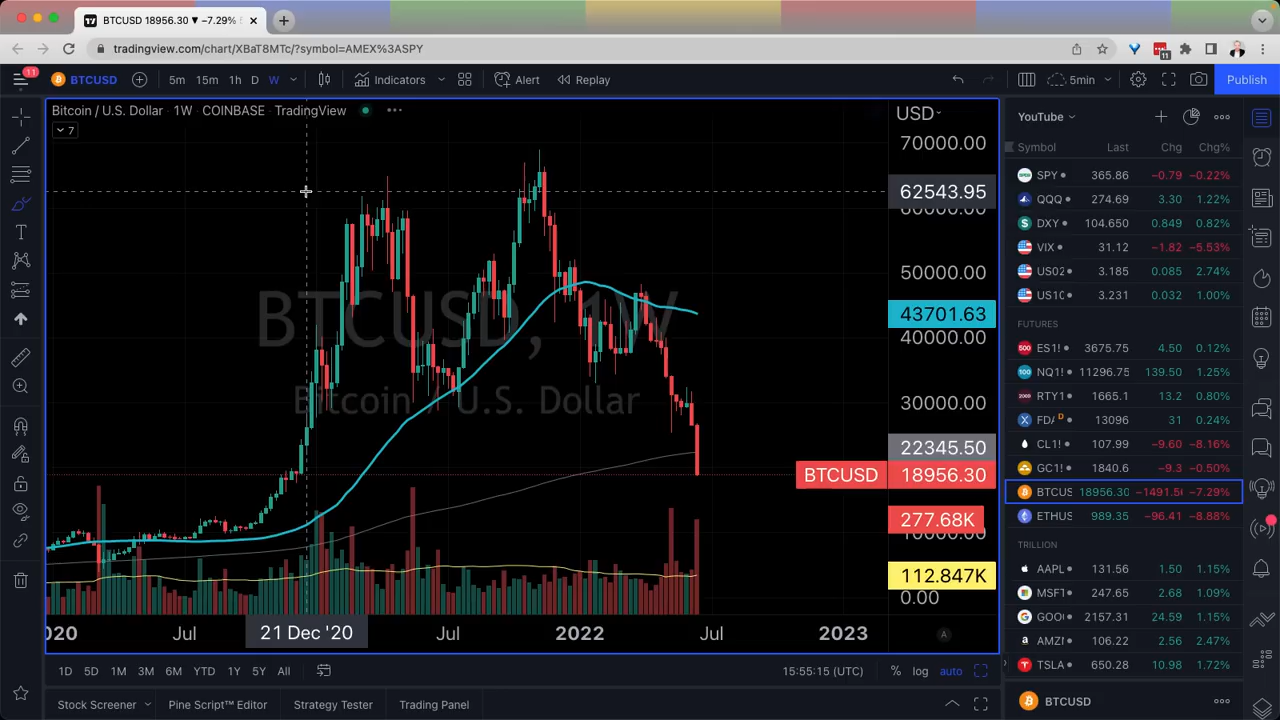 BTCUSD 18956.30 ▼ −7.29%
tradingview.com/chart/XBaT8MTc/?symbol=AMEX%3ASPY
11
11
BTCUSD 5m 15m 1h D W Indicators Alert Replay 5min Publish
Bitcoin / U.S. Dollar · 1W · COINBASE · TradingView
7
USD
70000.00
62543.95
60000.00
50000.00
43701.63
40000.00
30000.00
22345.50
BTCUSD 18956.30
277.68K
10000.00
112.847K
0.00
BTCUSD, 1W
Bitcoin / U.S. Dollar
2020 Jul 21 Dec '20 Jul 2022 Jul 2023
A
1D 5D 1M 3M 6M YTD 1Y 5Y All 15:55:15 (UTC) % log auto
Stock Screener Pine Script™ Editor Strategy Tester Trading Panel
YouTube
Symbol Last Chg Chg%
SPY 365.86 −0.79 −0.22%
QQQ 274.69 3.30 1.22%
DXY 104.650 0.849 0.82%
VIX 31.12 −1.82 −5.53%
US02 3.185 0.085 2.74%
US10 3.231 0.032 1.00%
FUTURES
ES1! 3675.75 4.50 0.12%
NQ1! 11296.75 139.50 1.25%
RTY1 1665.1 13.2 0.80%
FDA D 13096 31 0.24%
CL1! 107.99 −9.60 −8.16%
GC1! 1840.6 −9.3 −0.50%
BTCUS 18956.30 −1491.50 −7.29%
ETHUS 989.35 −96.41 −8.88%
TRILLION
AAPL 131.56 1.50 1.15%
MSFT 247.65 2.68 1.09%
GOO 2157.31 24.59 1.15%
AMZN 106.22 2.56 2.47%
TSLA 650.28 10.98 1.72%
BTCUSD